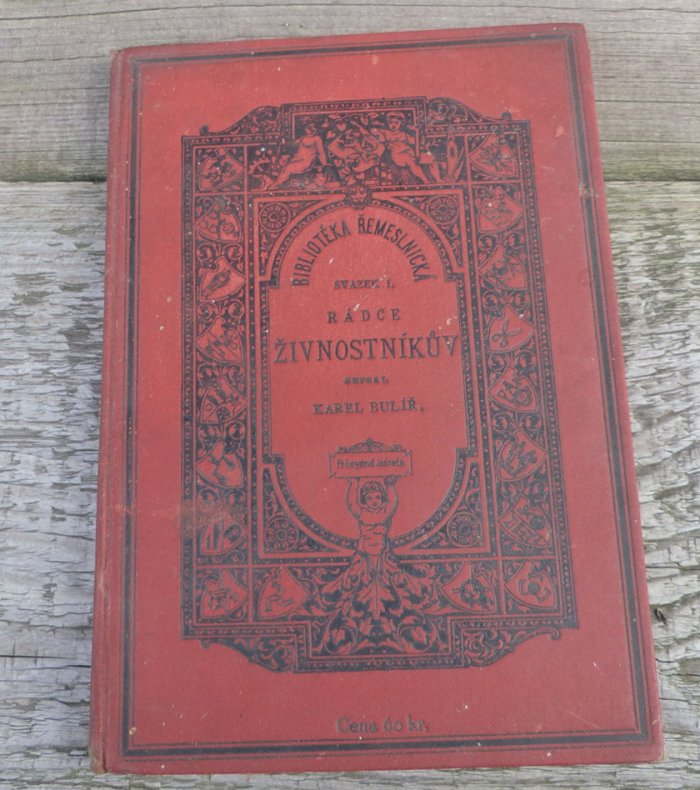 BIBLIOTÉKA ŘEMESLNICKÁ
SVAZEK I.
RÁDCE
ŽIVNOSTNÍKŮV
SEPSAL
KAREL BULÍŘ.
Průmyslová Jednota.
Cena 60 kr.